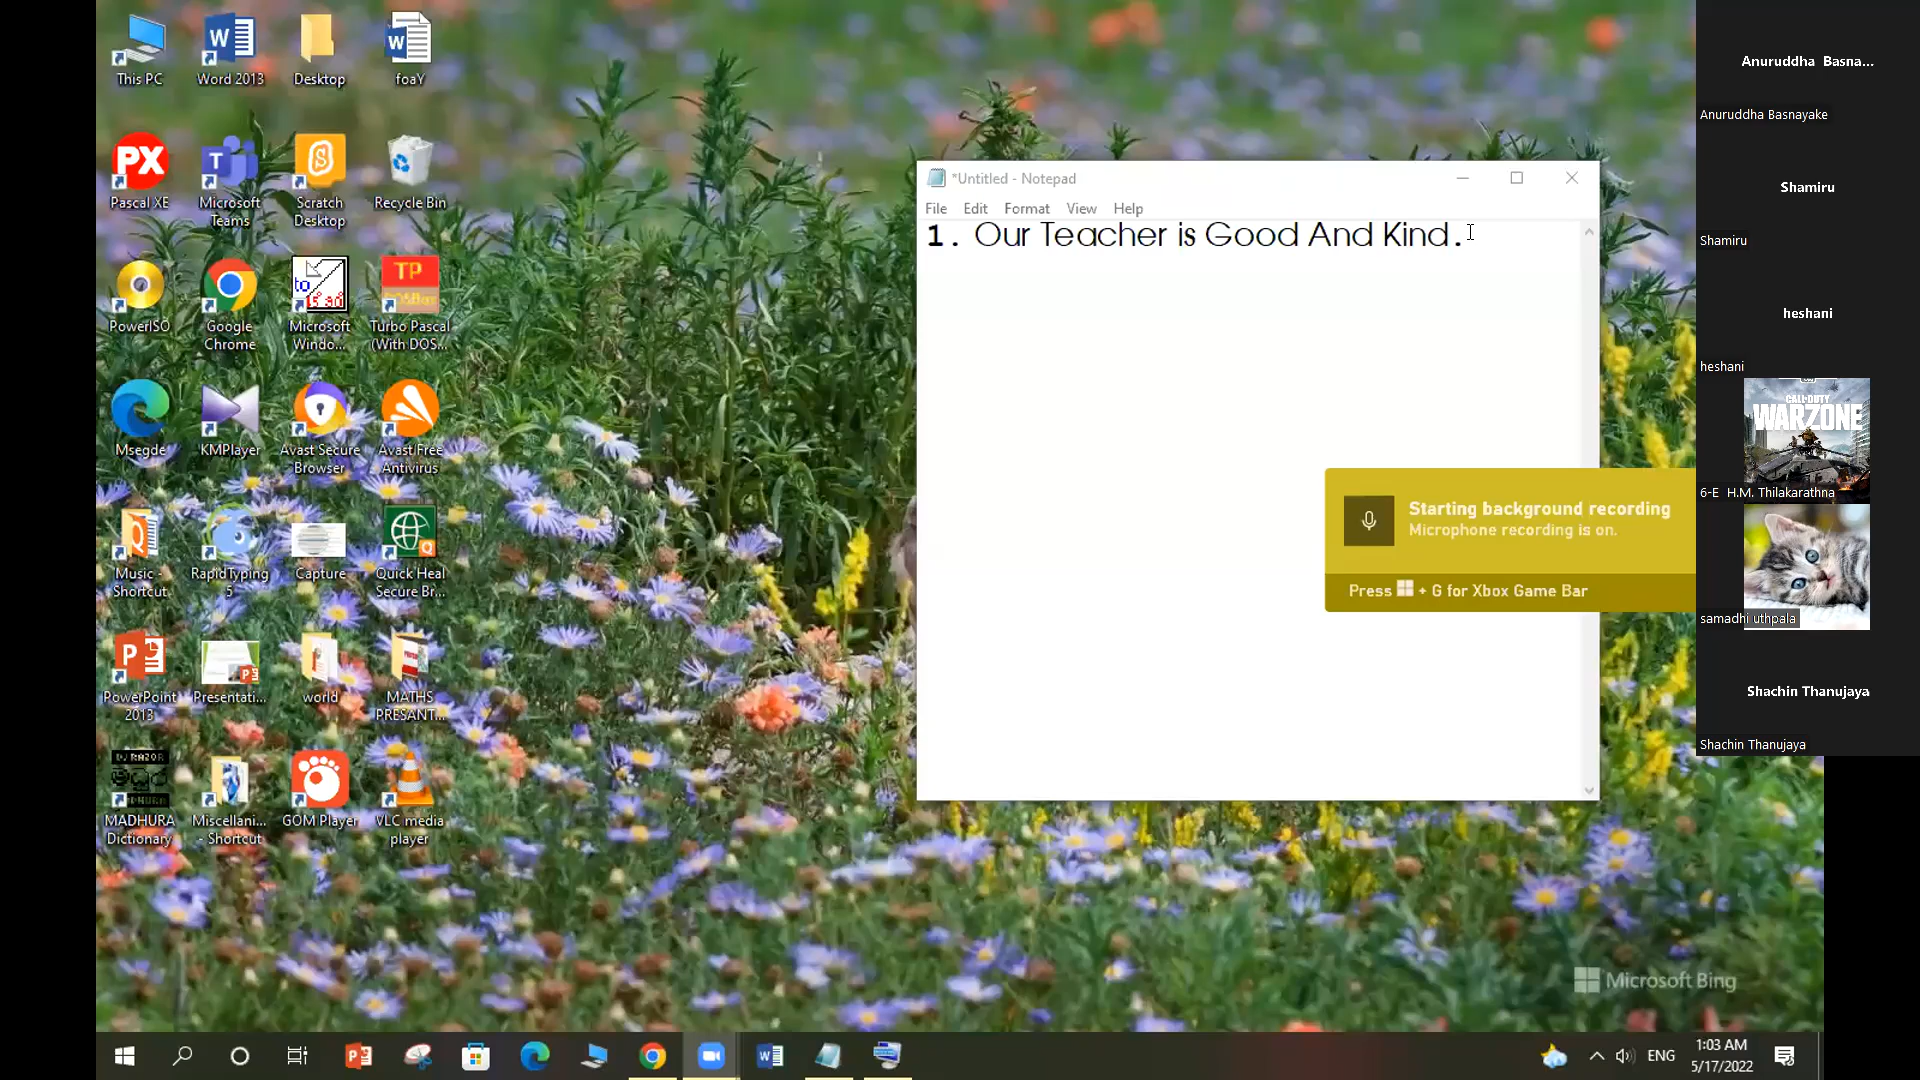 This PC
Word 2013
Desktop
foaY
Pascal XE
Microsoft
Teams
Scratch
Desktop
Recycle Bin
PowerISO
Google
Chrome
Microsoft
Windo...
TP
Turbo Pascal
(With DOS...
Msegde
KMPlayer
Avast Secure
Browser
Avast Free
Antivirus
Music -
Shortcut
RapidTyping
5
Capture
Quick Heal
Secure Br...
PowerPoint
2013
Presentati...
world
MATHS
PRESANT...
MADHURA
Dictionary
Miscellani...
- Shortcut
GOM Player
VLC media
player
*Untitled - Notepad
File Edit Format View Help
1. Our Teacher is Good And Kind.
Starting background recording
Microphone recording is on.
Press + G for Xbox Game Bar
Anuruddha Basna...
Anuruddha Basnayake
Shamiru
Shamiru
heshani
heshani
CALL OF DUTY
WARZONE
6-E H.M. Thilakarathna
samadhi uthpala
Shachin Thanujaya
Shachin Thanujaya
Microsoft Bing
ENG
1:03 AM
5/17/2022